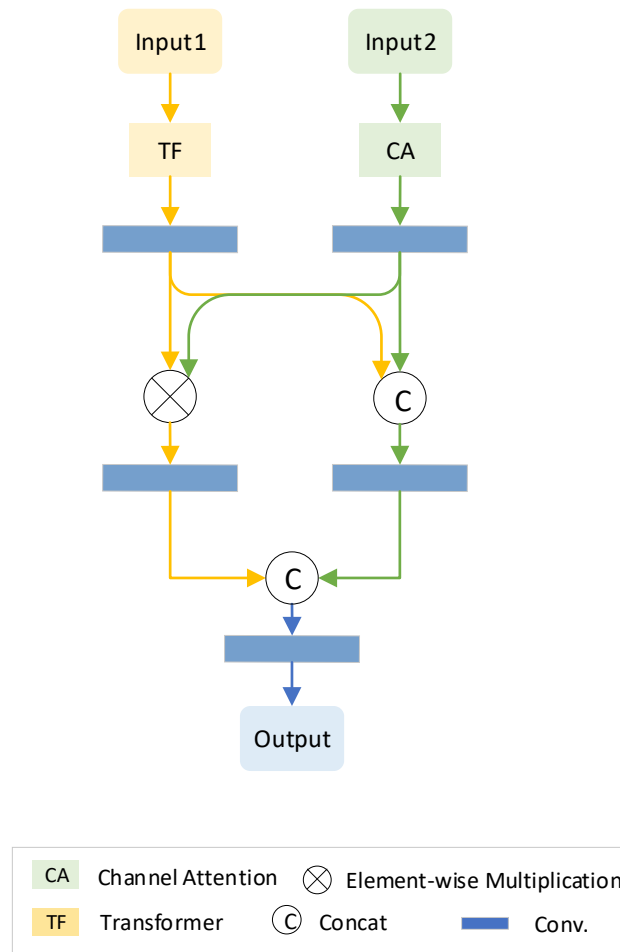 Input1 Input2
TF CA
C
C
Output
CA Channel Attention Element-wise Multiplication
TF Transformer C Concat Conv.